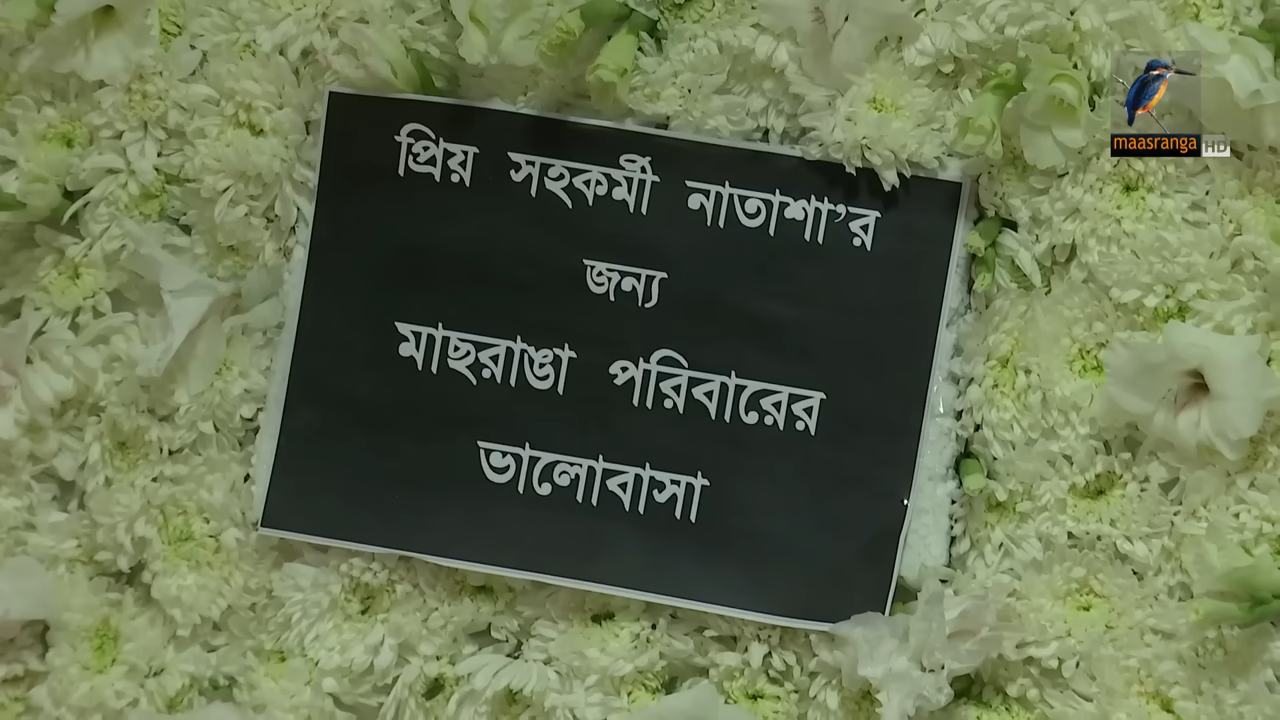 প্রিয় সহকর্মী নাতাশা’র
জন্য
মাছরাঙা পরিবারের
ভালোবাসা
maasranga HD